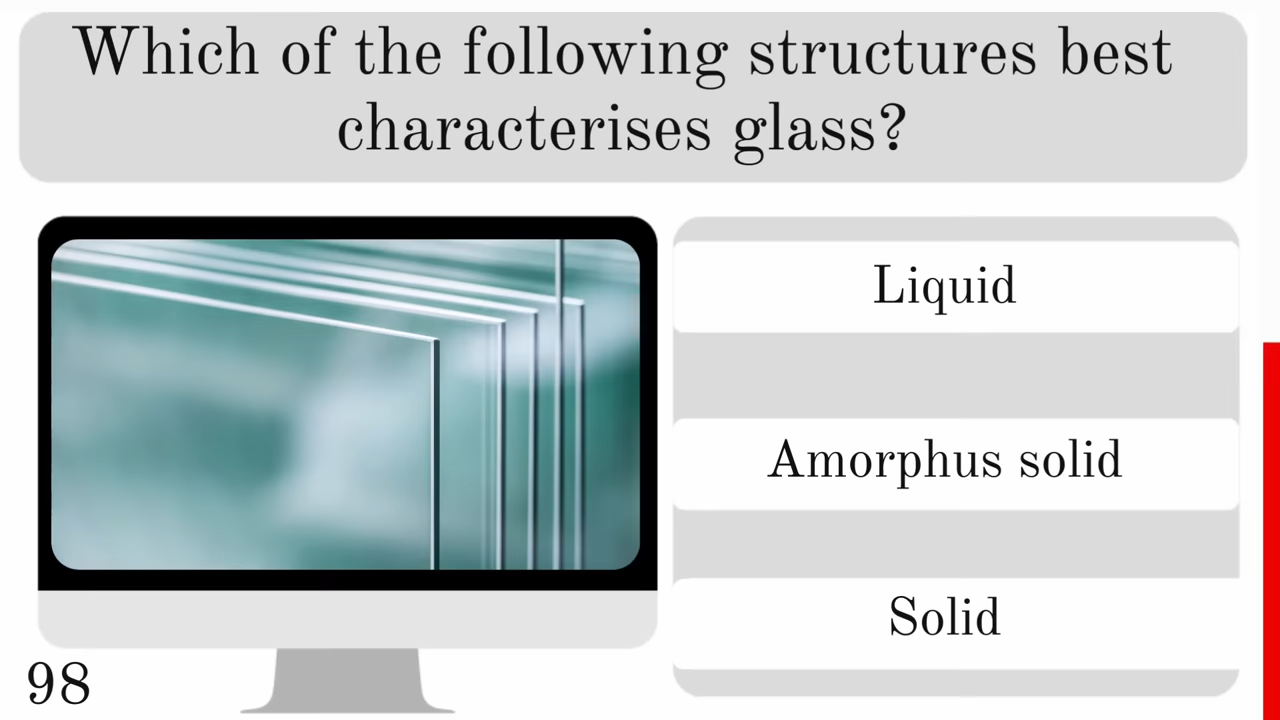 Which of the following structures best
characterises glass?
Liquid
Amorphus solid
Solid
98